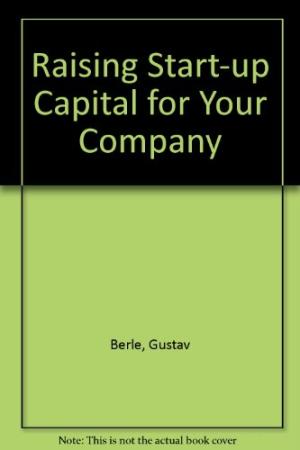 Raising Start-up
Capital for Your
Company
Berle, Gustav
Note: This is not the actual book cover